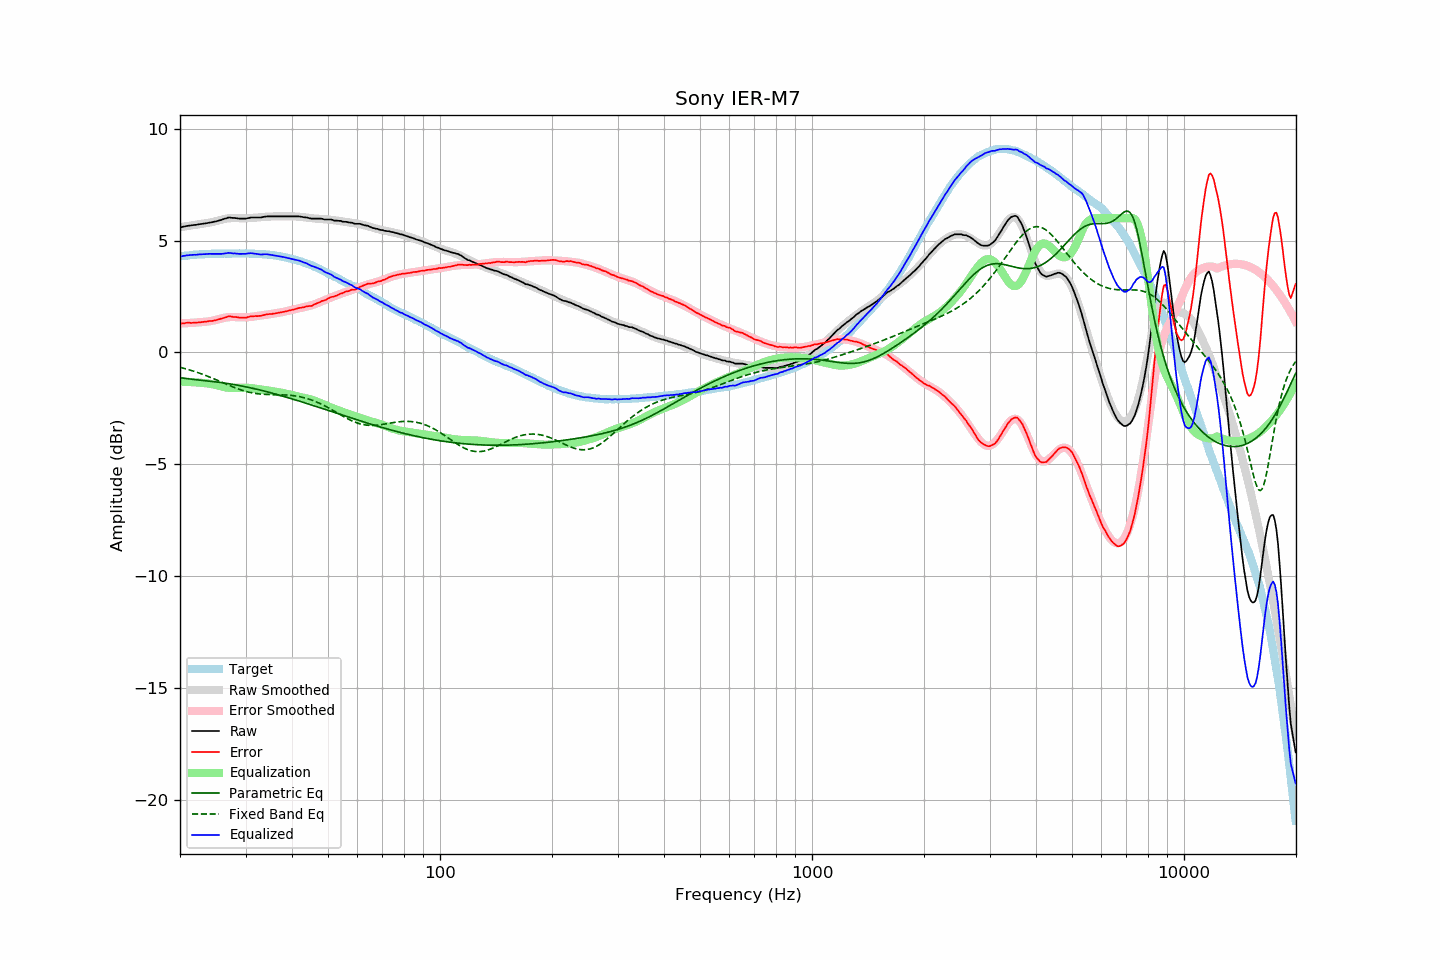 Sony IER-M7
Amplitude (dBr)
10
5
0
−5
−10
−15
−20
Target
Raw Smoothed
Error Smoothed
Raw
Error
Equalization
Parametric Eq
Fixed Band Eq
Equalized
100
1000
10000
Frequency (Hz)